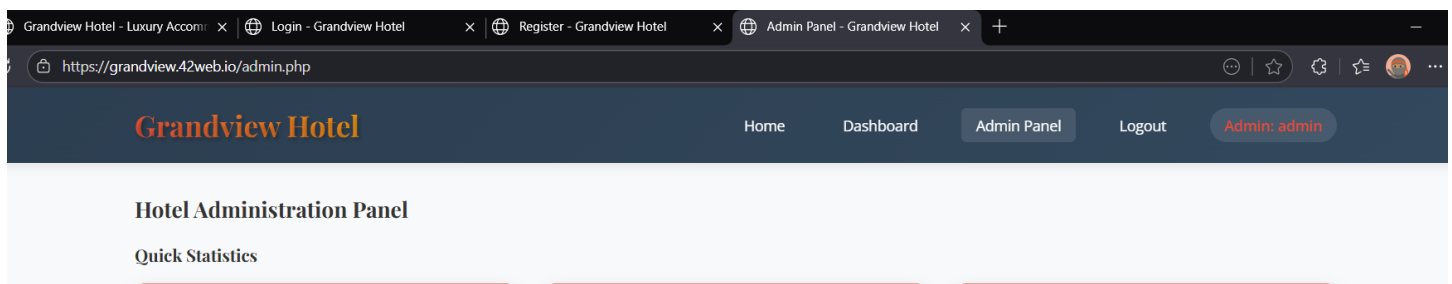 Grandview Hotel - Luxury Accom
Login - Grandview Hotel
Register - Grandview Hotel
Admin Panel - Grandview Hotel
https://grandview.42web.io/admin.php
Grandview Hotel
Home
Dashboard
Admin Panel
Logout
Admin: admin
Hotel Administration Panel
Quick Statistics